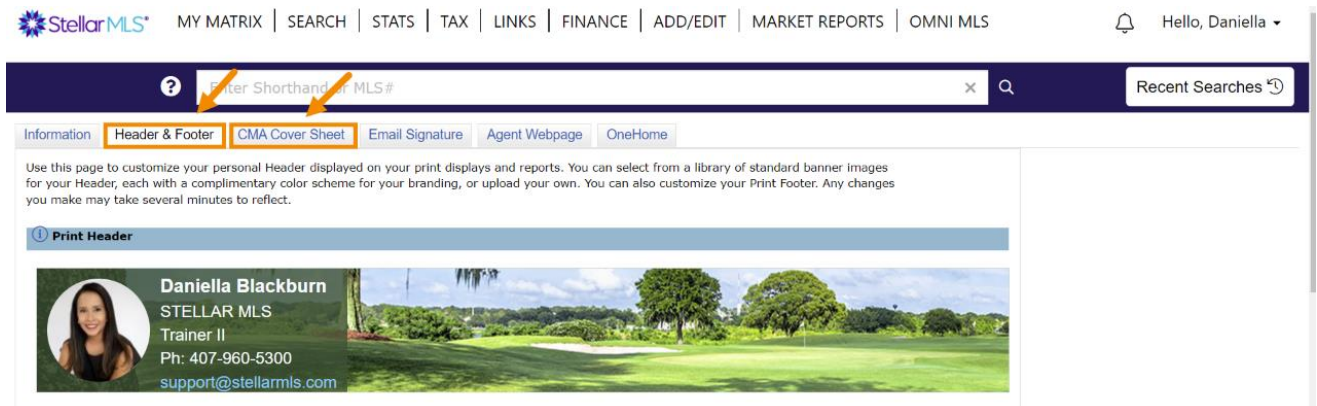 StellarMLS MY MATRIX | SEARCH | STATS | TAX | LINKS | FINANCE | ADD/EDIT | MARKET REPORTS | OMNI MLS Hello, Daniella
Enter Shorthand or MLS# Recent Searches
Information Header & Footer CMA Cover Sheet Email Signature Agent Webpage OneHome
Use this page to customize your personal Header displayed on your print displays and reports. You can select from a library of standard banner images
for your Header, each with a complimentary color scheme for your branding, or upload your own. You can also customize your Print Footer. Any changes
you make may take several minutes to reflect.
Print Header
Daniella Blackburn
STELLAR MLS
Trainer II
Ph: 407-960-5300
support@stellarmls.com